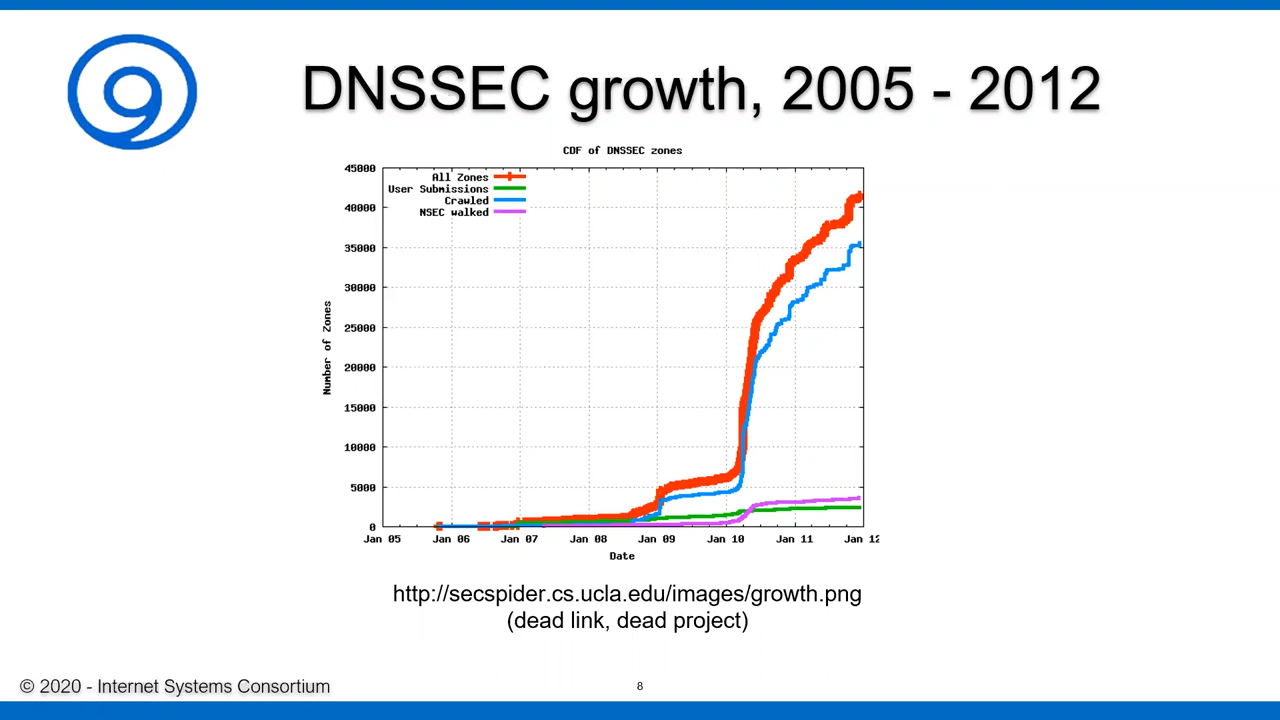 DNSSEC growth, 2005 - 2012
CDF of DNSSEC zones
45000
40000
35000
30000
25000
20000
15000
10000
5000
0
All Zones
User Submissions
Crawled
NSEC walked
Number of Zones
Jan 05 Jan 06 Jan 07 Jan 08 Jan 09 Jan 10 Jan 11 Jan 12
Date
http://secspider.cs.ucla.edu/images/growth.png
(dead link, dead project)
© 2020 - Internet Systems Consortium
8